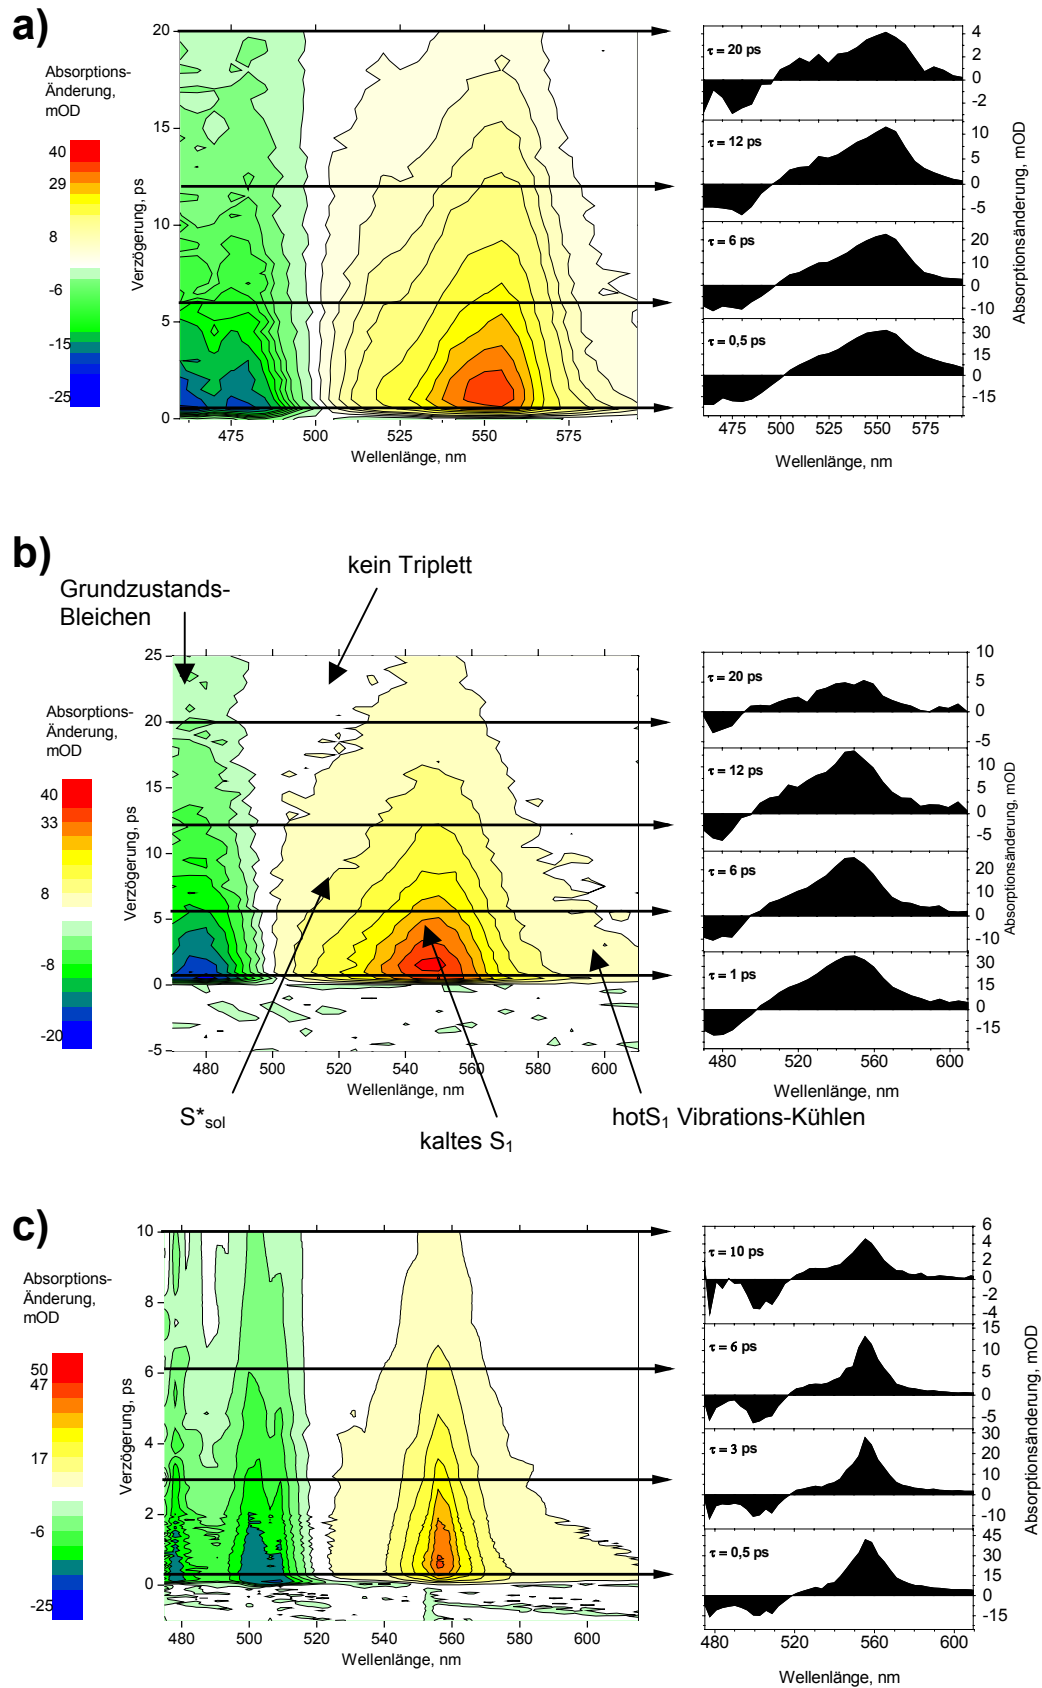 a)
Absorptions-
Änderung,
mOD
40
29
8
-6
-15
-25
Verzögerung, ps
20
15
10
5
0
475 500 525 550 575
Wellenlänge, nm
τ = 20 ps
4
2
0
-2
τ = 12 ps
10
5
0
-5
τ = 6 ps
20
10
0
-10
τ = 0,5 ps
30
15
0
-15
475 500 525 550 575
Wellenlänge, nm
Absorptionsänderung, mOD
b)
kein Triplett
Grundzustands-
Bleichen
Absorptions-
Änderung,
mOD
40
33
8
-8
-20
Verzögerung, ps
25
20
15
10
5
0
-5
480 500 520 540 560 580 600
Wellenlänge, nm
S*sol
kaltes S1
hotS1 Vibrations-Kühlen
τ = 20 ps
10
5
0
-5
τ = 12 ps
10
5
0
-5
τ = 6 ps
20
10
0
-10
τ = 1 ps
30
15
0
-15
480 500 520 540 560 580 600
Wellenlänge, nm
Absorptionsänderung, mOD
c)
Absorptions-
Änderung,
mOD
50
47
17
-6
-25
Verzögerung, ps
10
8
6
4
2
0
480 500 520 540 560 580 600
Wellenlänge, nm
τ = 10 ps
6
4
2
0
-2
-4
τ = 6 ps
15
10
5
0
-5
τ = 3 ps
30
20
10
0
-10
τ = 0,5 ps
45
30
15
0
-15
480 520 560 600
Wellenlänge, nm
Absorptionsänderung, mOD